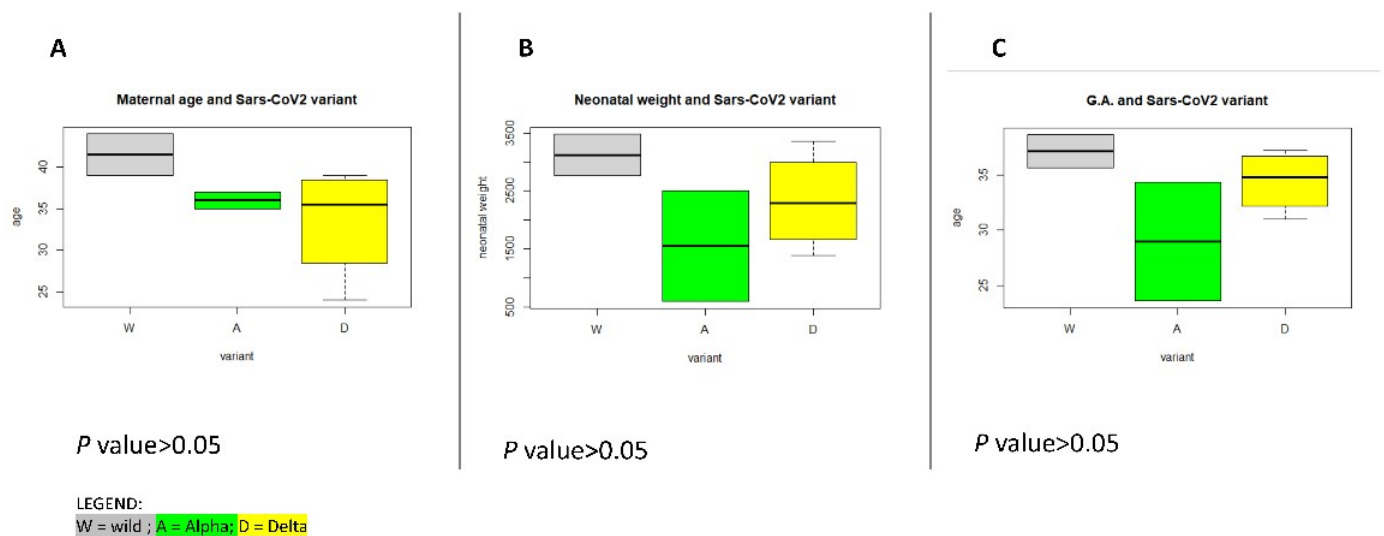 A
Maternal age and Sars-CoV2 variant
age
40
35
30
25
W
A
D
variant
P value>0.05
B
Neonatal weight and Sars-CoV2 variant
neonatal weight
3500
2500
1500
500
W
A
D
variant
P value>0.05
C
G.A. and Sars-CoV2 variant
age
35
30
25
W
A
D
variant
P value>0.05
LEGEND:
W = wild ; A = Alpha; D = Delta